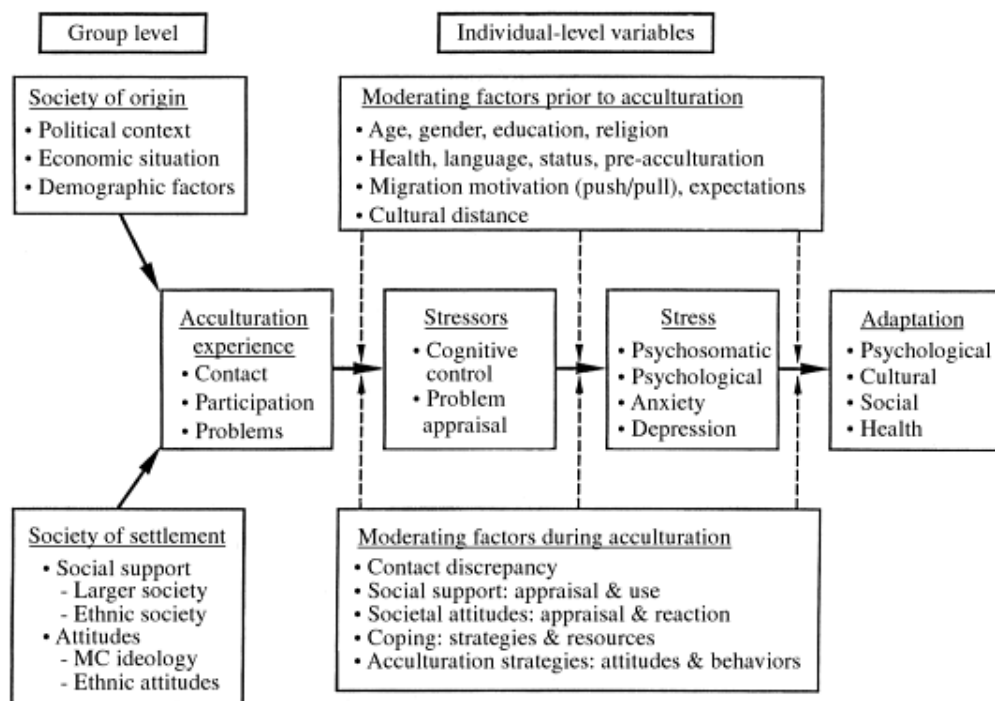 Group level
Individual-level variables
Society of origin
• Political context
• Economic situation
• Demographic factors
Moderating factors prior to acculturation
• Age, gender, education, religion
• Health, language, status, pre-acculturation
• Migration motivation (push/pull), expectations
• Cultural distance
Acculturation
experience
• Contact
• Participation
• Problems
Stressors
• Cognitive
control
• Problem
appraisal
Stress
• Psychosomatic
• Psychological
• Anxiety
• Depression
Adaptation
• Psychological
• Cultural
• Social
• Health
Society of settlement
• Social support
- Larger society
- Ethnic society
• Attitudes
- MC ideology
- Ethnic attitudes
Moderating factors during acculturation
• Contact discrepancy
• Social support: appraisal & use
• Societal attitudes: appraisal & reaction
• Coping: strategies & resources
• Acculturation strategies: attitudes & behaviors